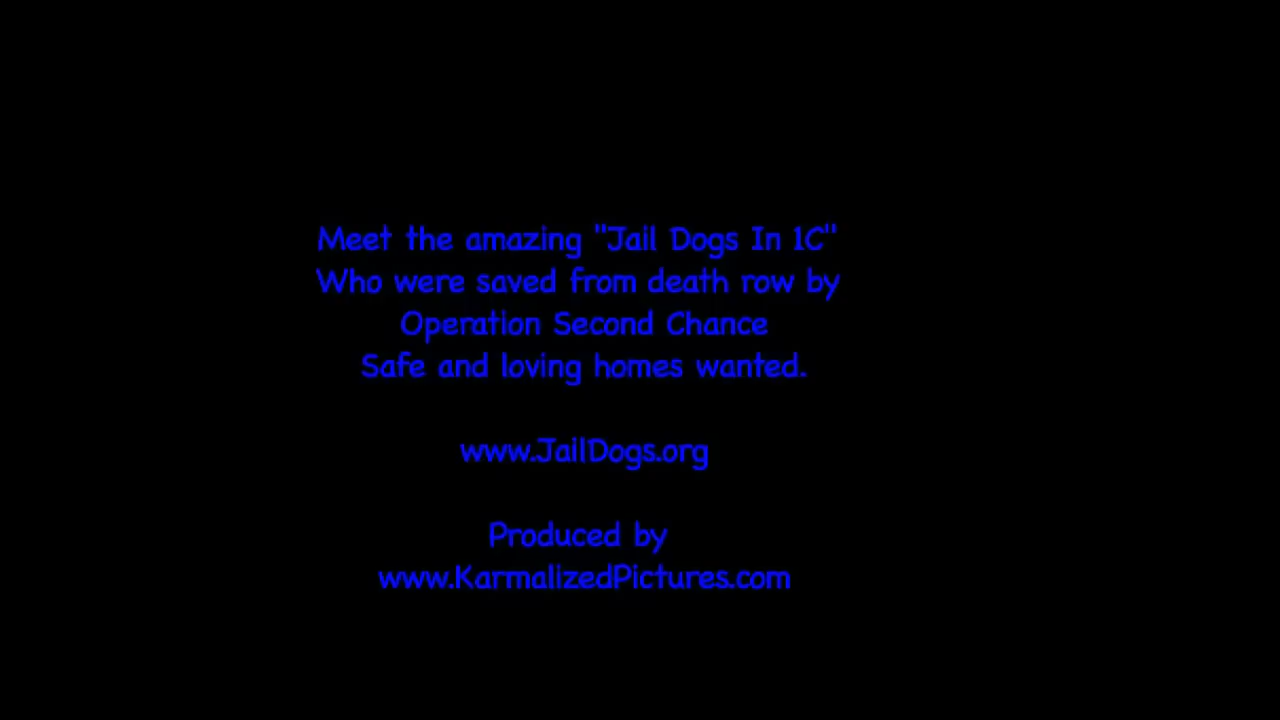 Meet the amazing "Jail Dogs In 1C"
Who were saved from death row by
Operation Second Chance
Safe and loving homes wanted.
www.JailDogs.org
Produced by
www.KarmalizedPictures.com